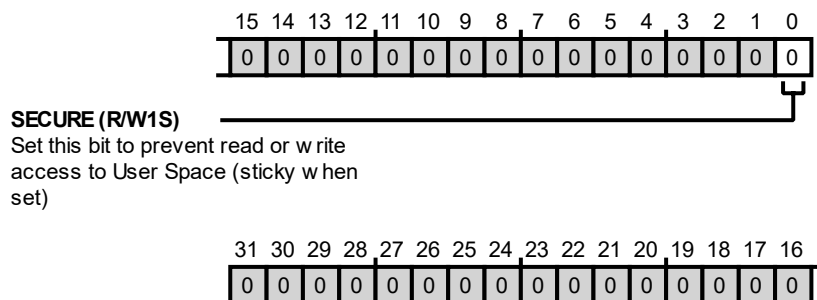 15 14 13 12 11 10 9 8 7 6 5 4 3 2 1 0
0 0 0 0 0 0 0 0 0 0 0 0 0 0 0 0
SECURE (R/W1S)
Set this bit to prevent read or write
access to User Space (sticky when
set)
31 30 29 28 27 26 25 24 23 22 21 20 19 18 17 16
0 0 0 0 0 0 0 0 0 0 0 0 0 0 0 0